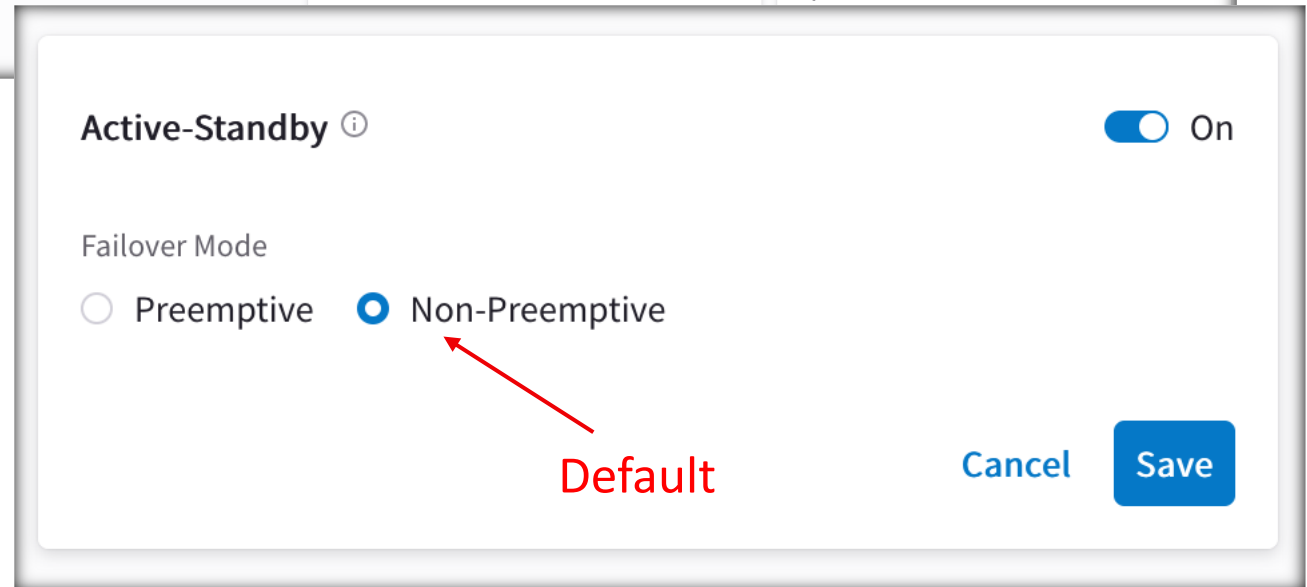 Active-Standby
On
Failover Mode
Preemptive Non-Preemptive
Default
Cancel Save